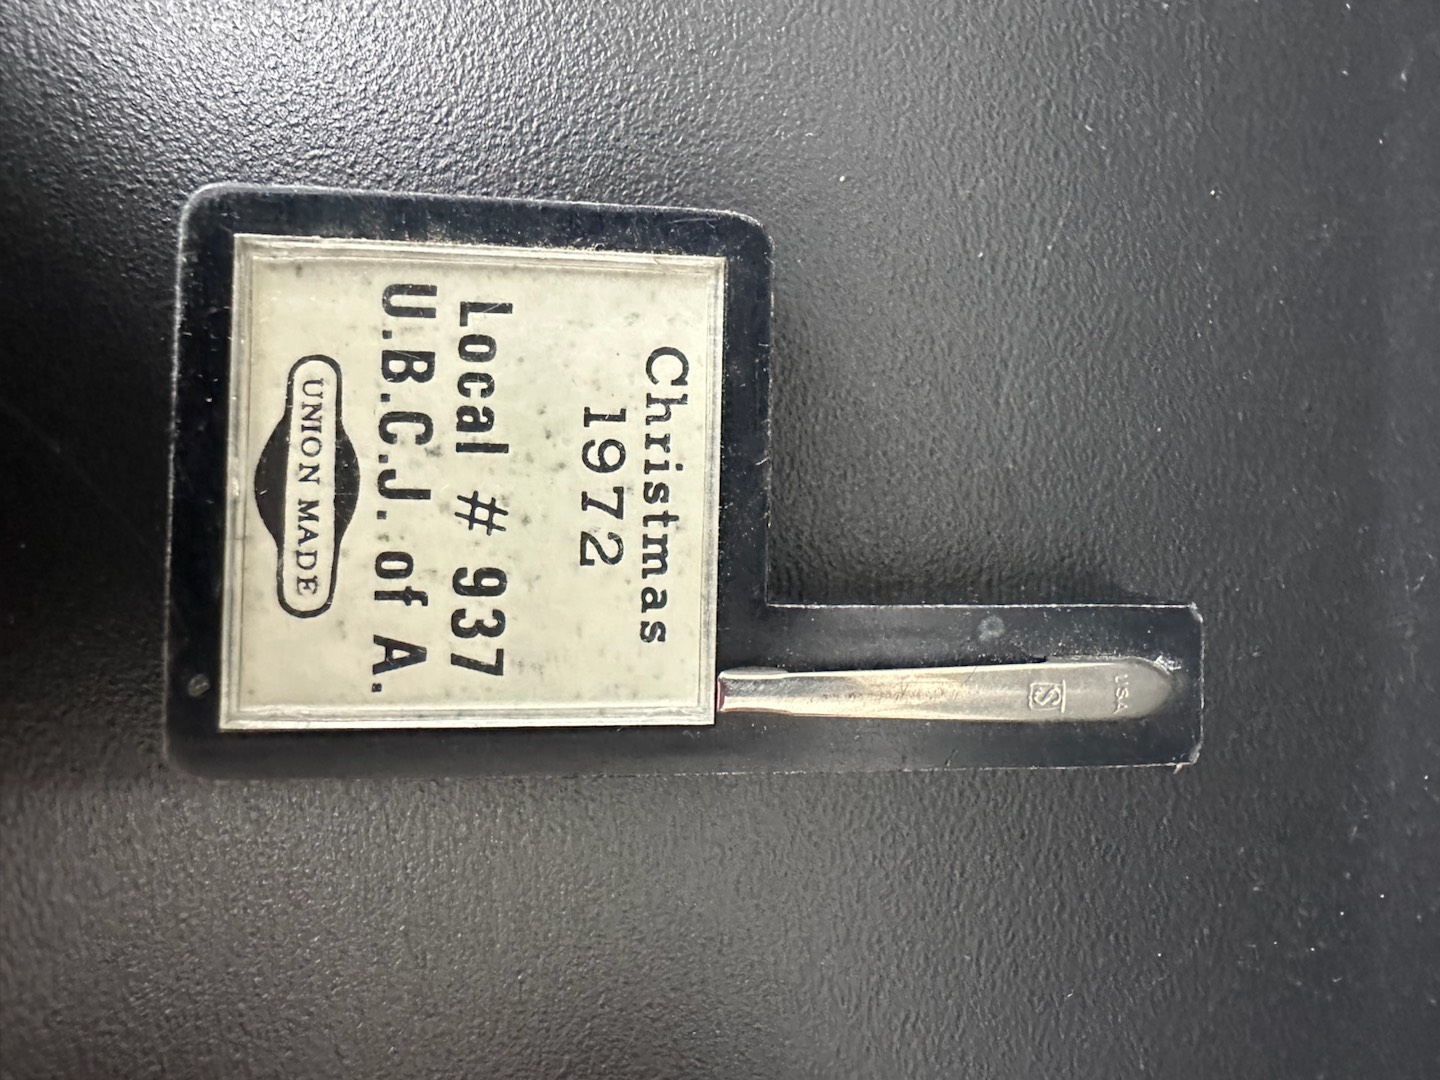 Christmas
1972
Local # 937
U.B.C.J. of A.
UNION MADE
USA
S